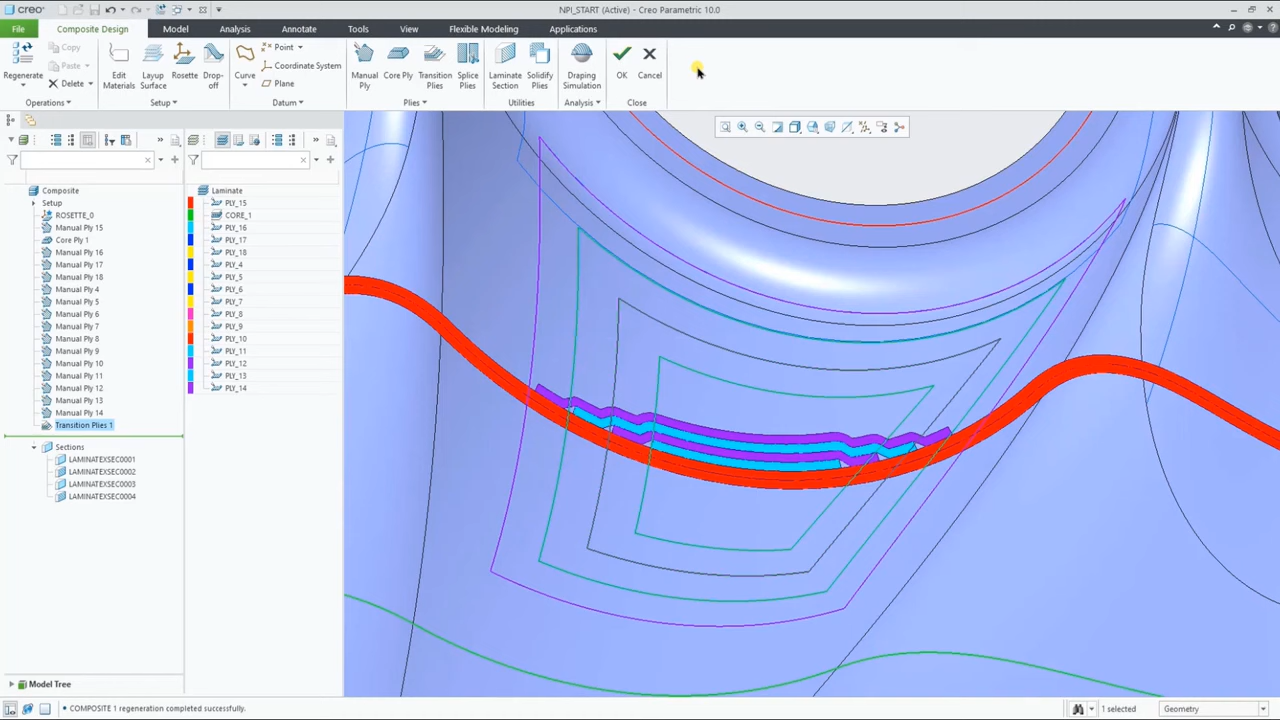 creo
NPI_START (Active) - Creo Parametric 10.0
File Composite Design Model Analysis Annotate Tools View Flexible Modeling Applications
Regenerate
Copy
Paste
Delete
Edit Materials
Layup Surface
Rosette
Drop-off
Curve
Point
Coordinate System
Plane
Manual Ply
Core Ply
Transition Plies
Splice Plies
Laminate Section
Solidify Plies
Draping Simulation
OK
Cancel
Operations Setup Datum Plies Utilities Analysis Close
Composite
Setup
ROSETTE_0
Manual Ply 15
Core Ply 1
Manual Ply 16
Manual Ply 17
Manual Ply 18
Manual Ply 4
Manual Ply 5
Manual Ply 6
Manual Ply 7
Manual Ply 8
Manual Ply 9
Manual Ply 10
Manual Ply 11
Manual Ply 12
Manual Ply 13
Manual Ply 14
Transition Plies 1
Sections
LAMINATEXSEC0001
LAMINATEXSEC0002
LAMINATEXSEC0003
LAMINATEXSEC0004
Laminate
PLY_15
CORE_1
PLY_16
PLY_17
PLY_18
PLY_4
PLY_5
PLY_6
PLY_7
PLY_8
PLY_9
PLY_10
PLY_11
PLY_12
PLY_13
PLY_14
Model Tree
• COMPOSITE 1 regeneration completed successfully.
1 selected
Geometry